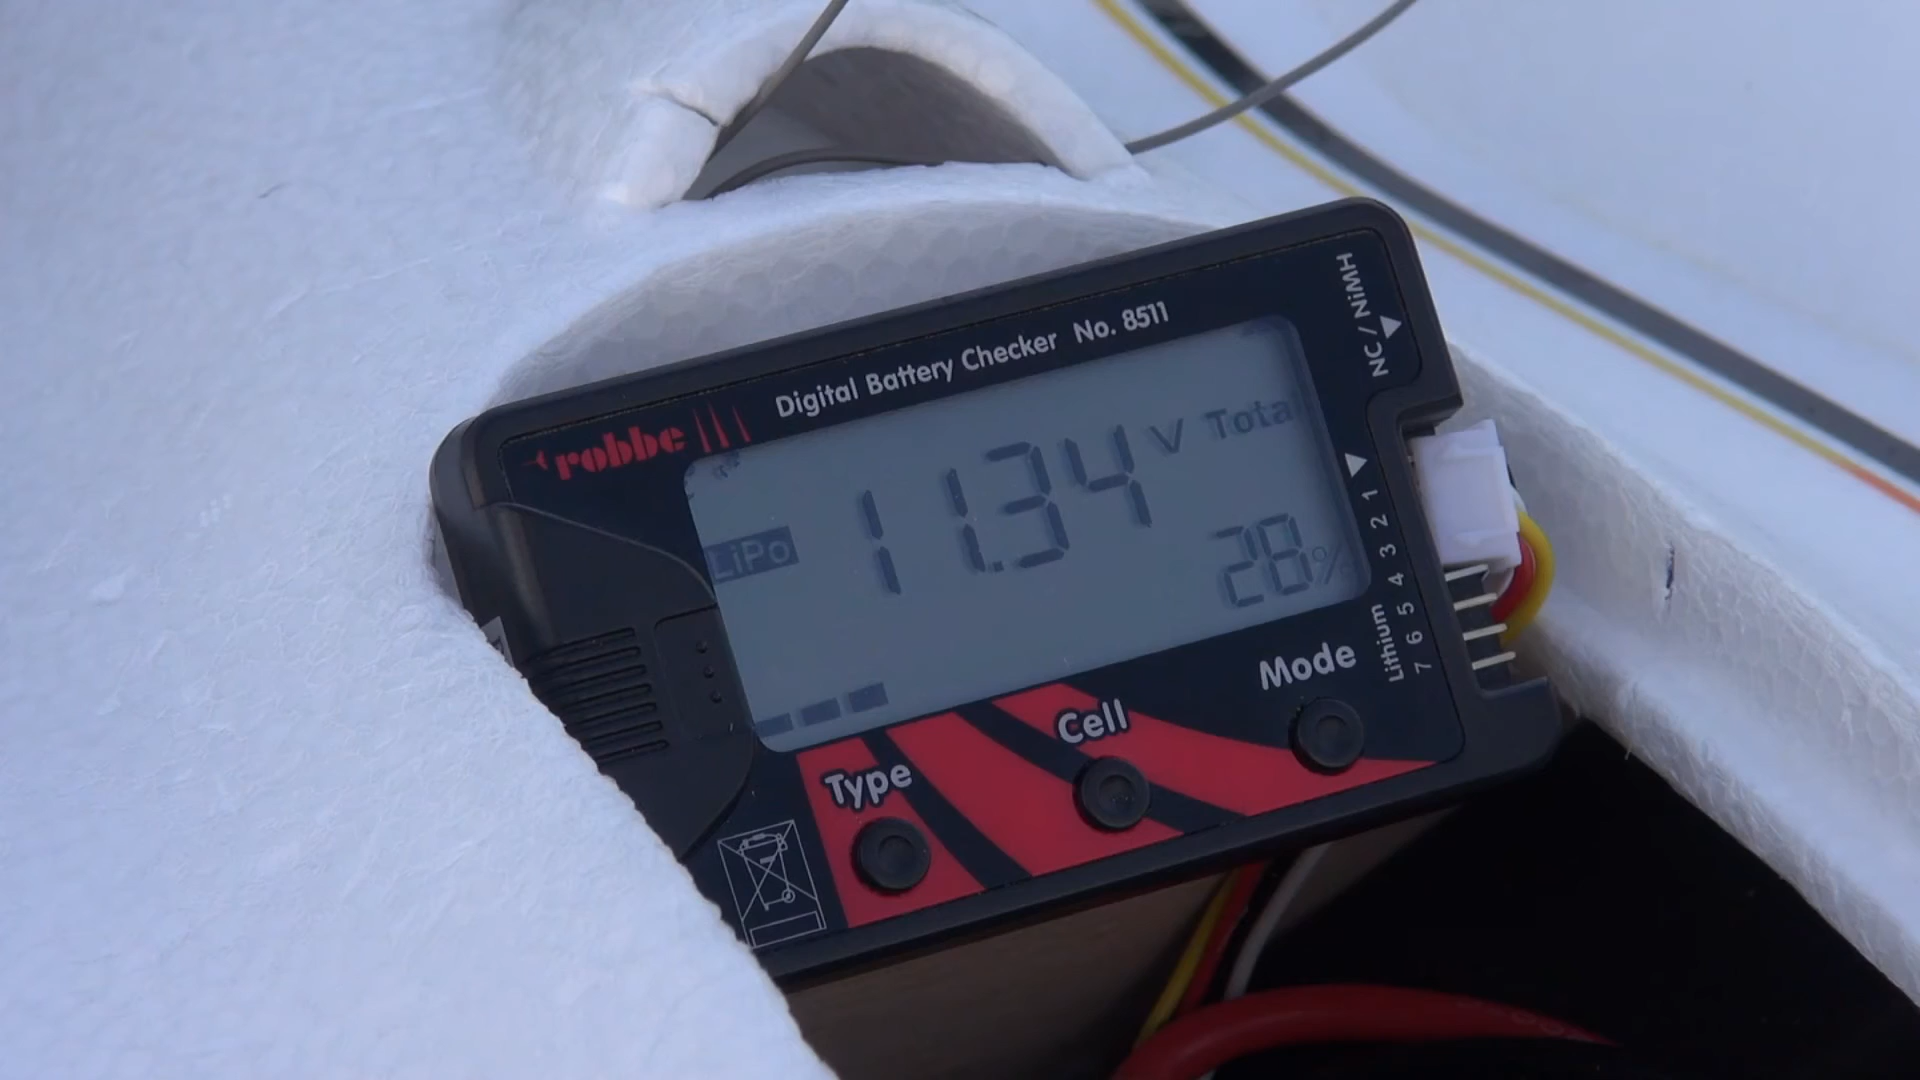 Digital Battery Checker No. 8511
robbe
NC / NiMH
11.34 V Total
LiPo
28%
Lithium
7 6 5 4 3 2 1
Mode
Cell
Type